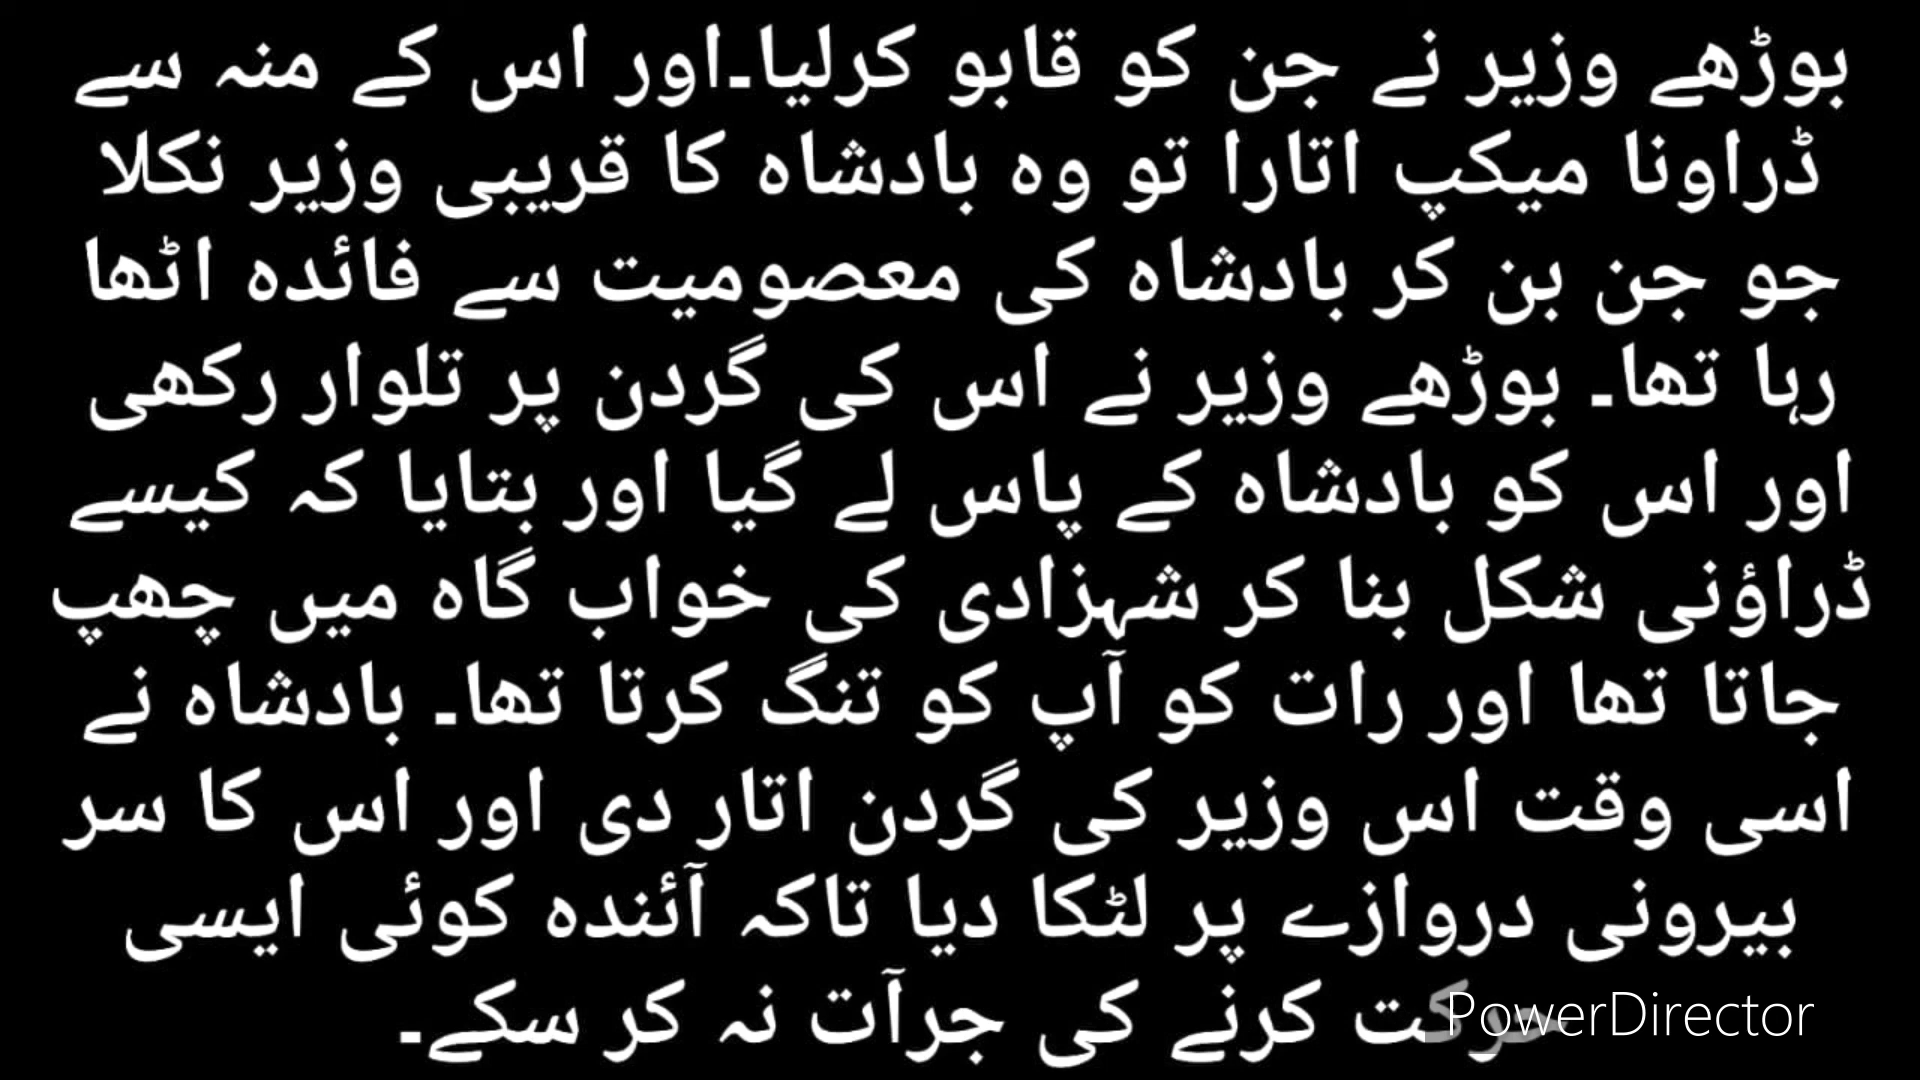 بوڑھے وزیر نے جن کو قابو کرلیا۔اور اس کے منہ سے
ڈراونا میکپ اتارا تو وہ بادشاہ کا قریبی وزیر نکلا
جو جن بن کر بادشاہ کی معصومیت سے فائدہ اٹھا
رہا تھا۔ بوڑھے وزیر نے اس کی گردن پر تلوار رکھی
اور اس کو بادشاہ کے پاس لے گیا اور بتایا کہ کیسے
ڈراؤنی شکل بنا کر شہزادی کی خواب گاہ میں چھپ
جاتا تھا اور رات کو آپ کو تنگ کرتا تھا۔ بادشاہ نے
اسی وقت اس وزیر کی گردن اتار دی اور اس کا سر
بیرونی دروازے پر لٹکا دیا تاکہ آئندہ کوئی ایسی
حرکت کرنے کی جرآت نہ کر سکے۔
PowerDirector